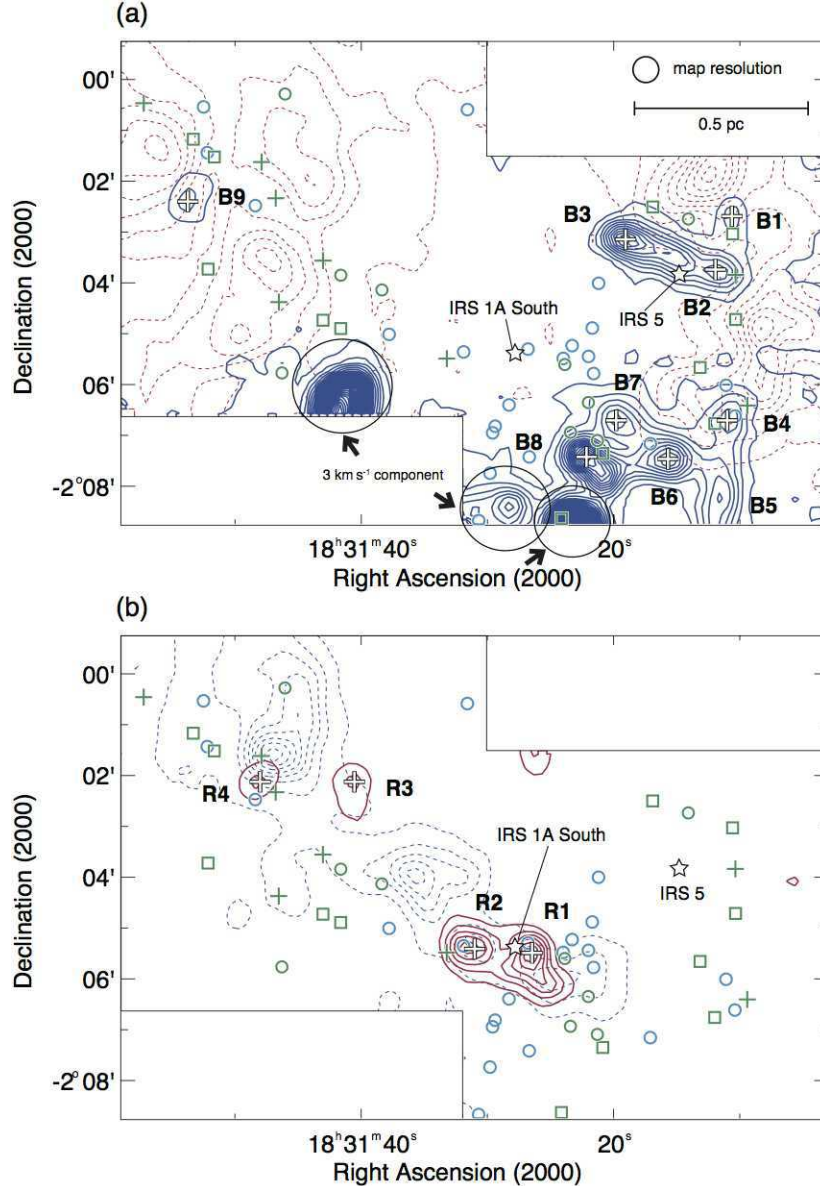 (a)
00'
02'
04'
06'
-2°08'
Declination (2000)
map resolution
0.5 pc
B9
B3
B1
IRS 1A South
IRS 5
B2
B7
B4
B8
3 km s⁻¹ component
B6
B5
18ʰ31ᵐ40ˢ
20ˢ
Right Ascension (2000)
(b)
00'
02'
04'
06'
-2°08'
Declination (2000)
R4
R3
IRS 1A South
IRS 5
R2
R1
18ʰ31ᵐ40ˢ
20ˢ
Right Ascension (2000)